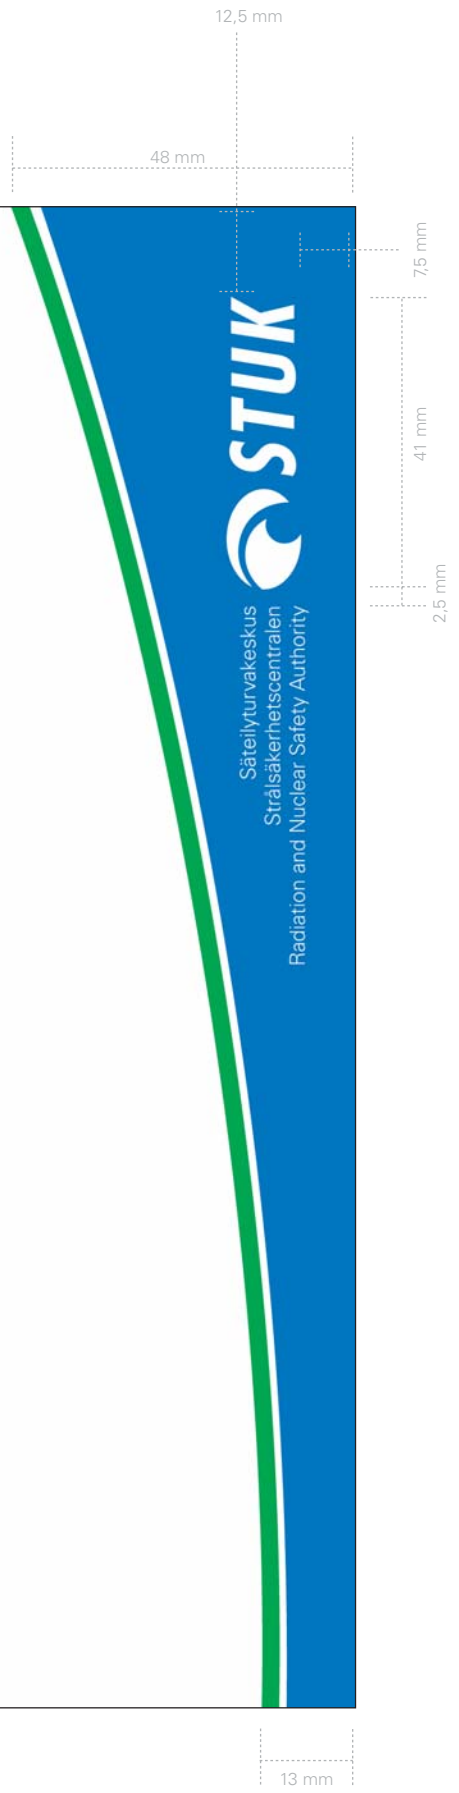 12,5 mm
48 mm
7,5 mm
41 mm
2,5 mm
STUK
Säteilyturvakeskus
Strålsäkerhetscentralen
Radiation and Nuclear Safety Authority
13 mm